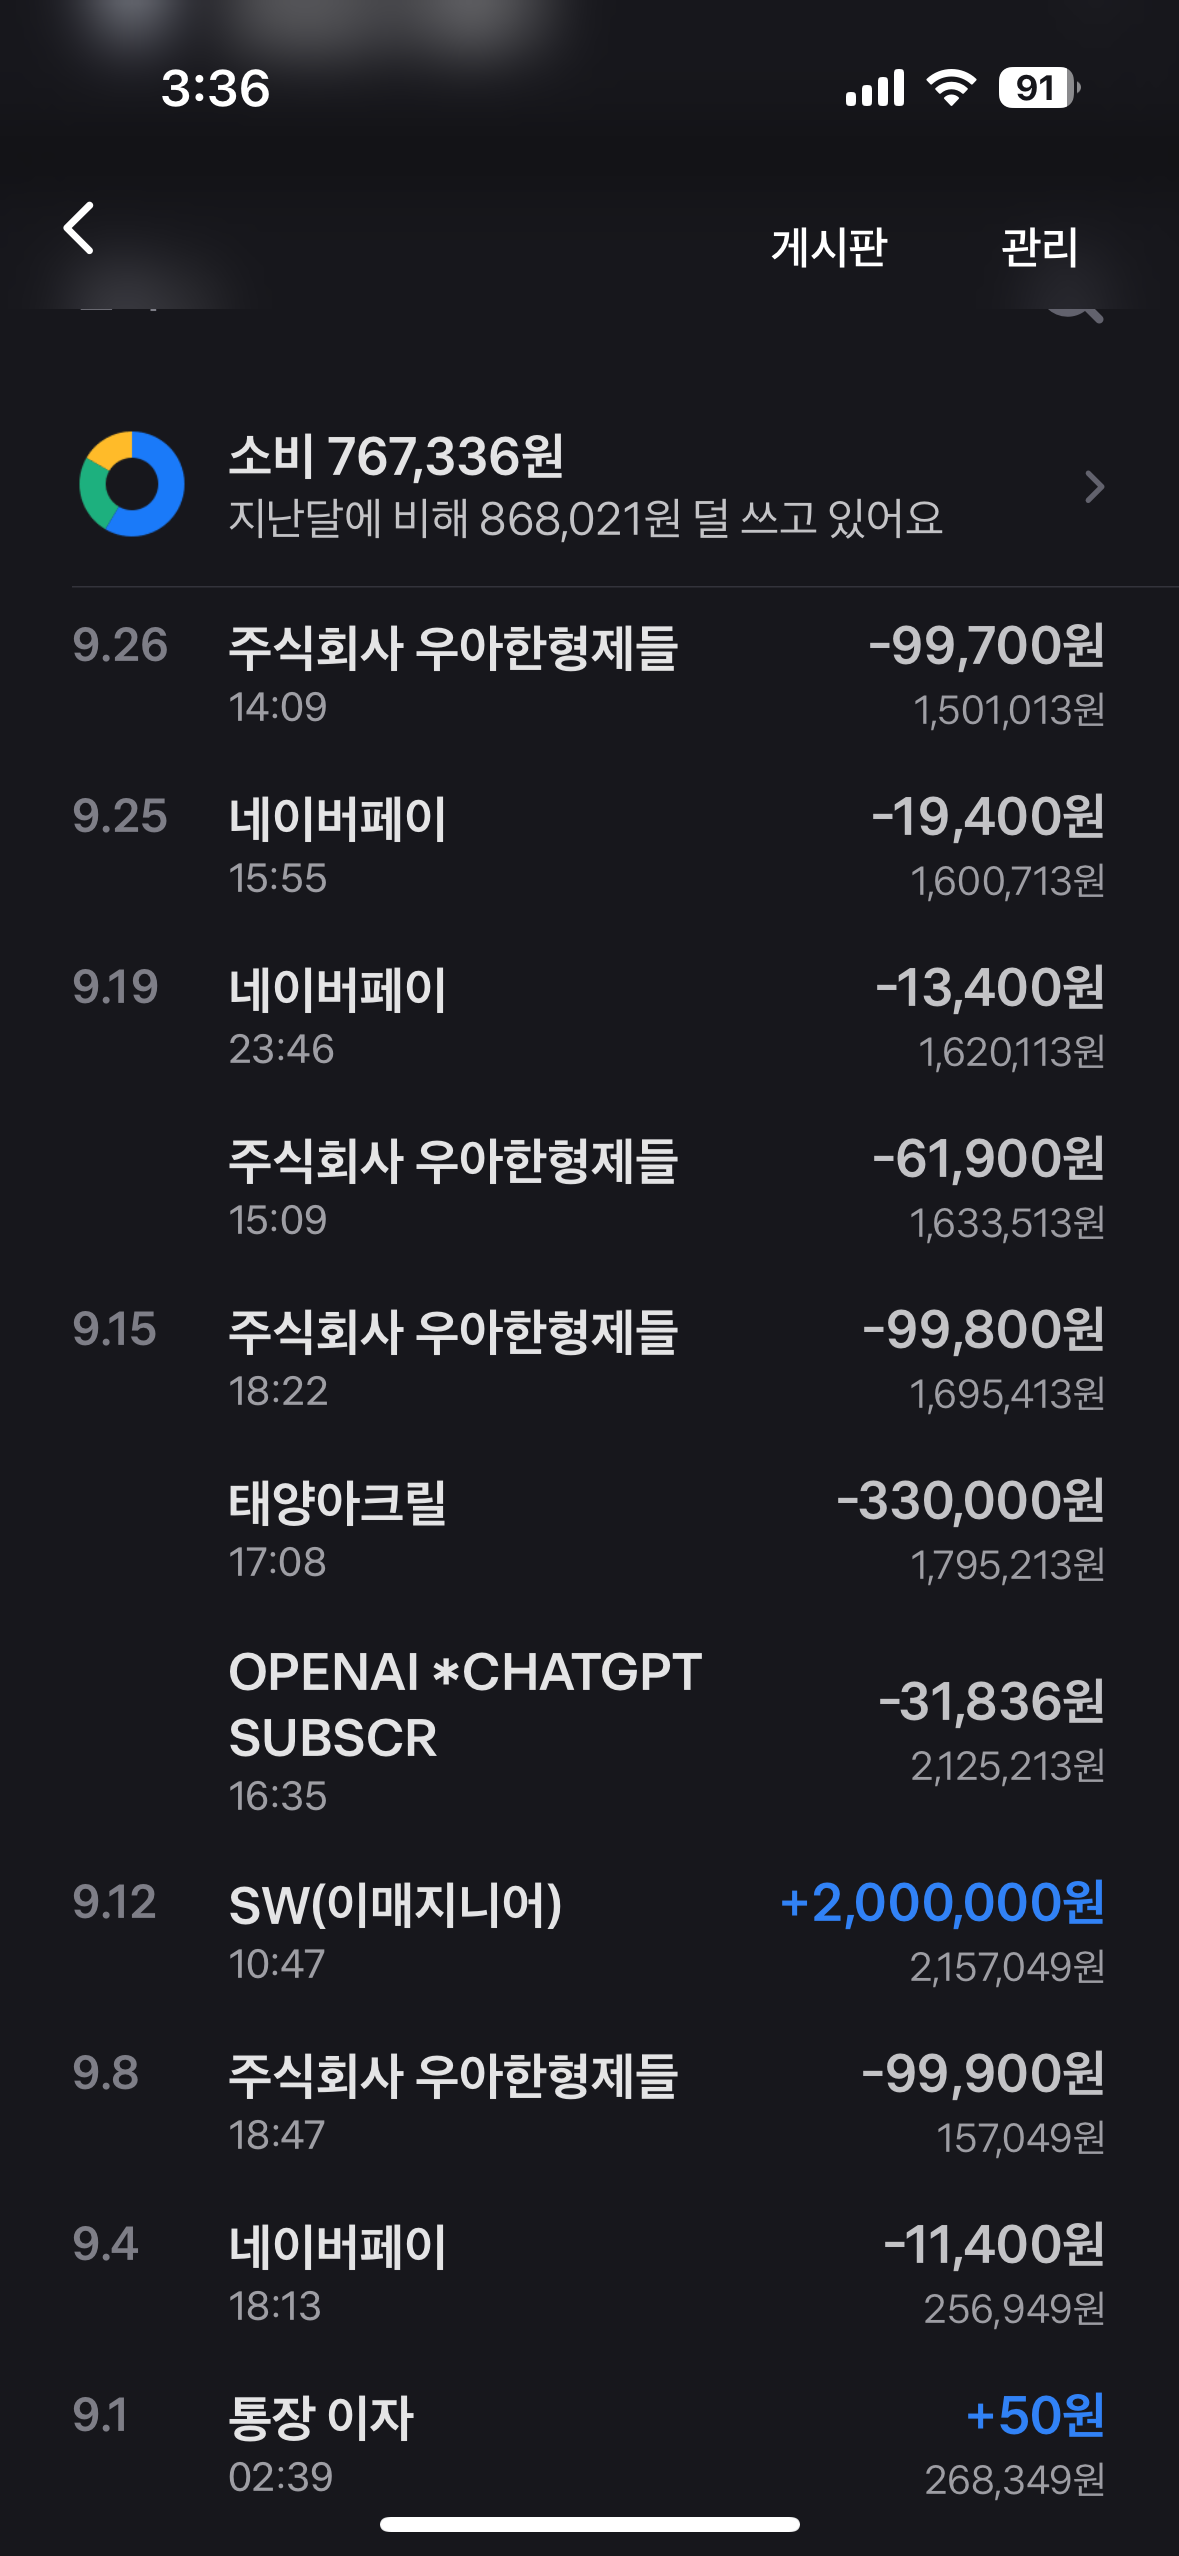 3:36
91
게시판
관리
소비 767,336원
지난달에 비해 868,021원 덜 쓰고 있어요
9.26 주식회사 우아한형제들 -99,700원
14:09 1,501,013원
9.25 네이버페이 -19,400원
15:55 1,600,713원
9.19 네이버페이 -13,400원
23:46 1,620,113원
주식회사 우아한형제들 -61,900원
15:09 1,633,513원
9.15 주식회사 우아한형제들 -99,800원
18:22 1,695,413원
태양아크릴 -330,000원
17:08 1,795,213원
OPENAI *CHATGPT
SUBSCR -31,836원
16:35 2,125,213원
9.12 SW(이매지니어) +2,000,000원
10:47 2,157,049원
9.8 주식회사 우아한형제들 -99,900원
18:47 157,049원
9.4 네이버페이 -11,400원
18:13 256,949원
9.1 통장 이자 +50원
02:39 268,349원